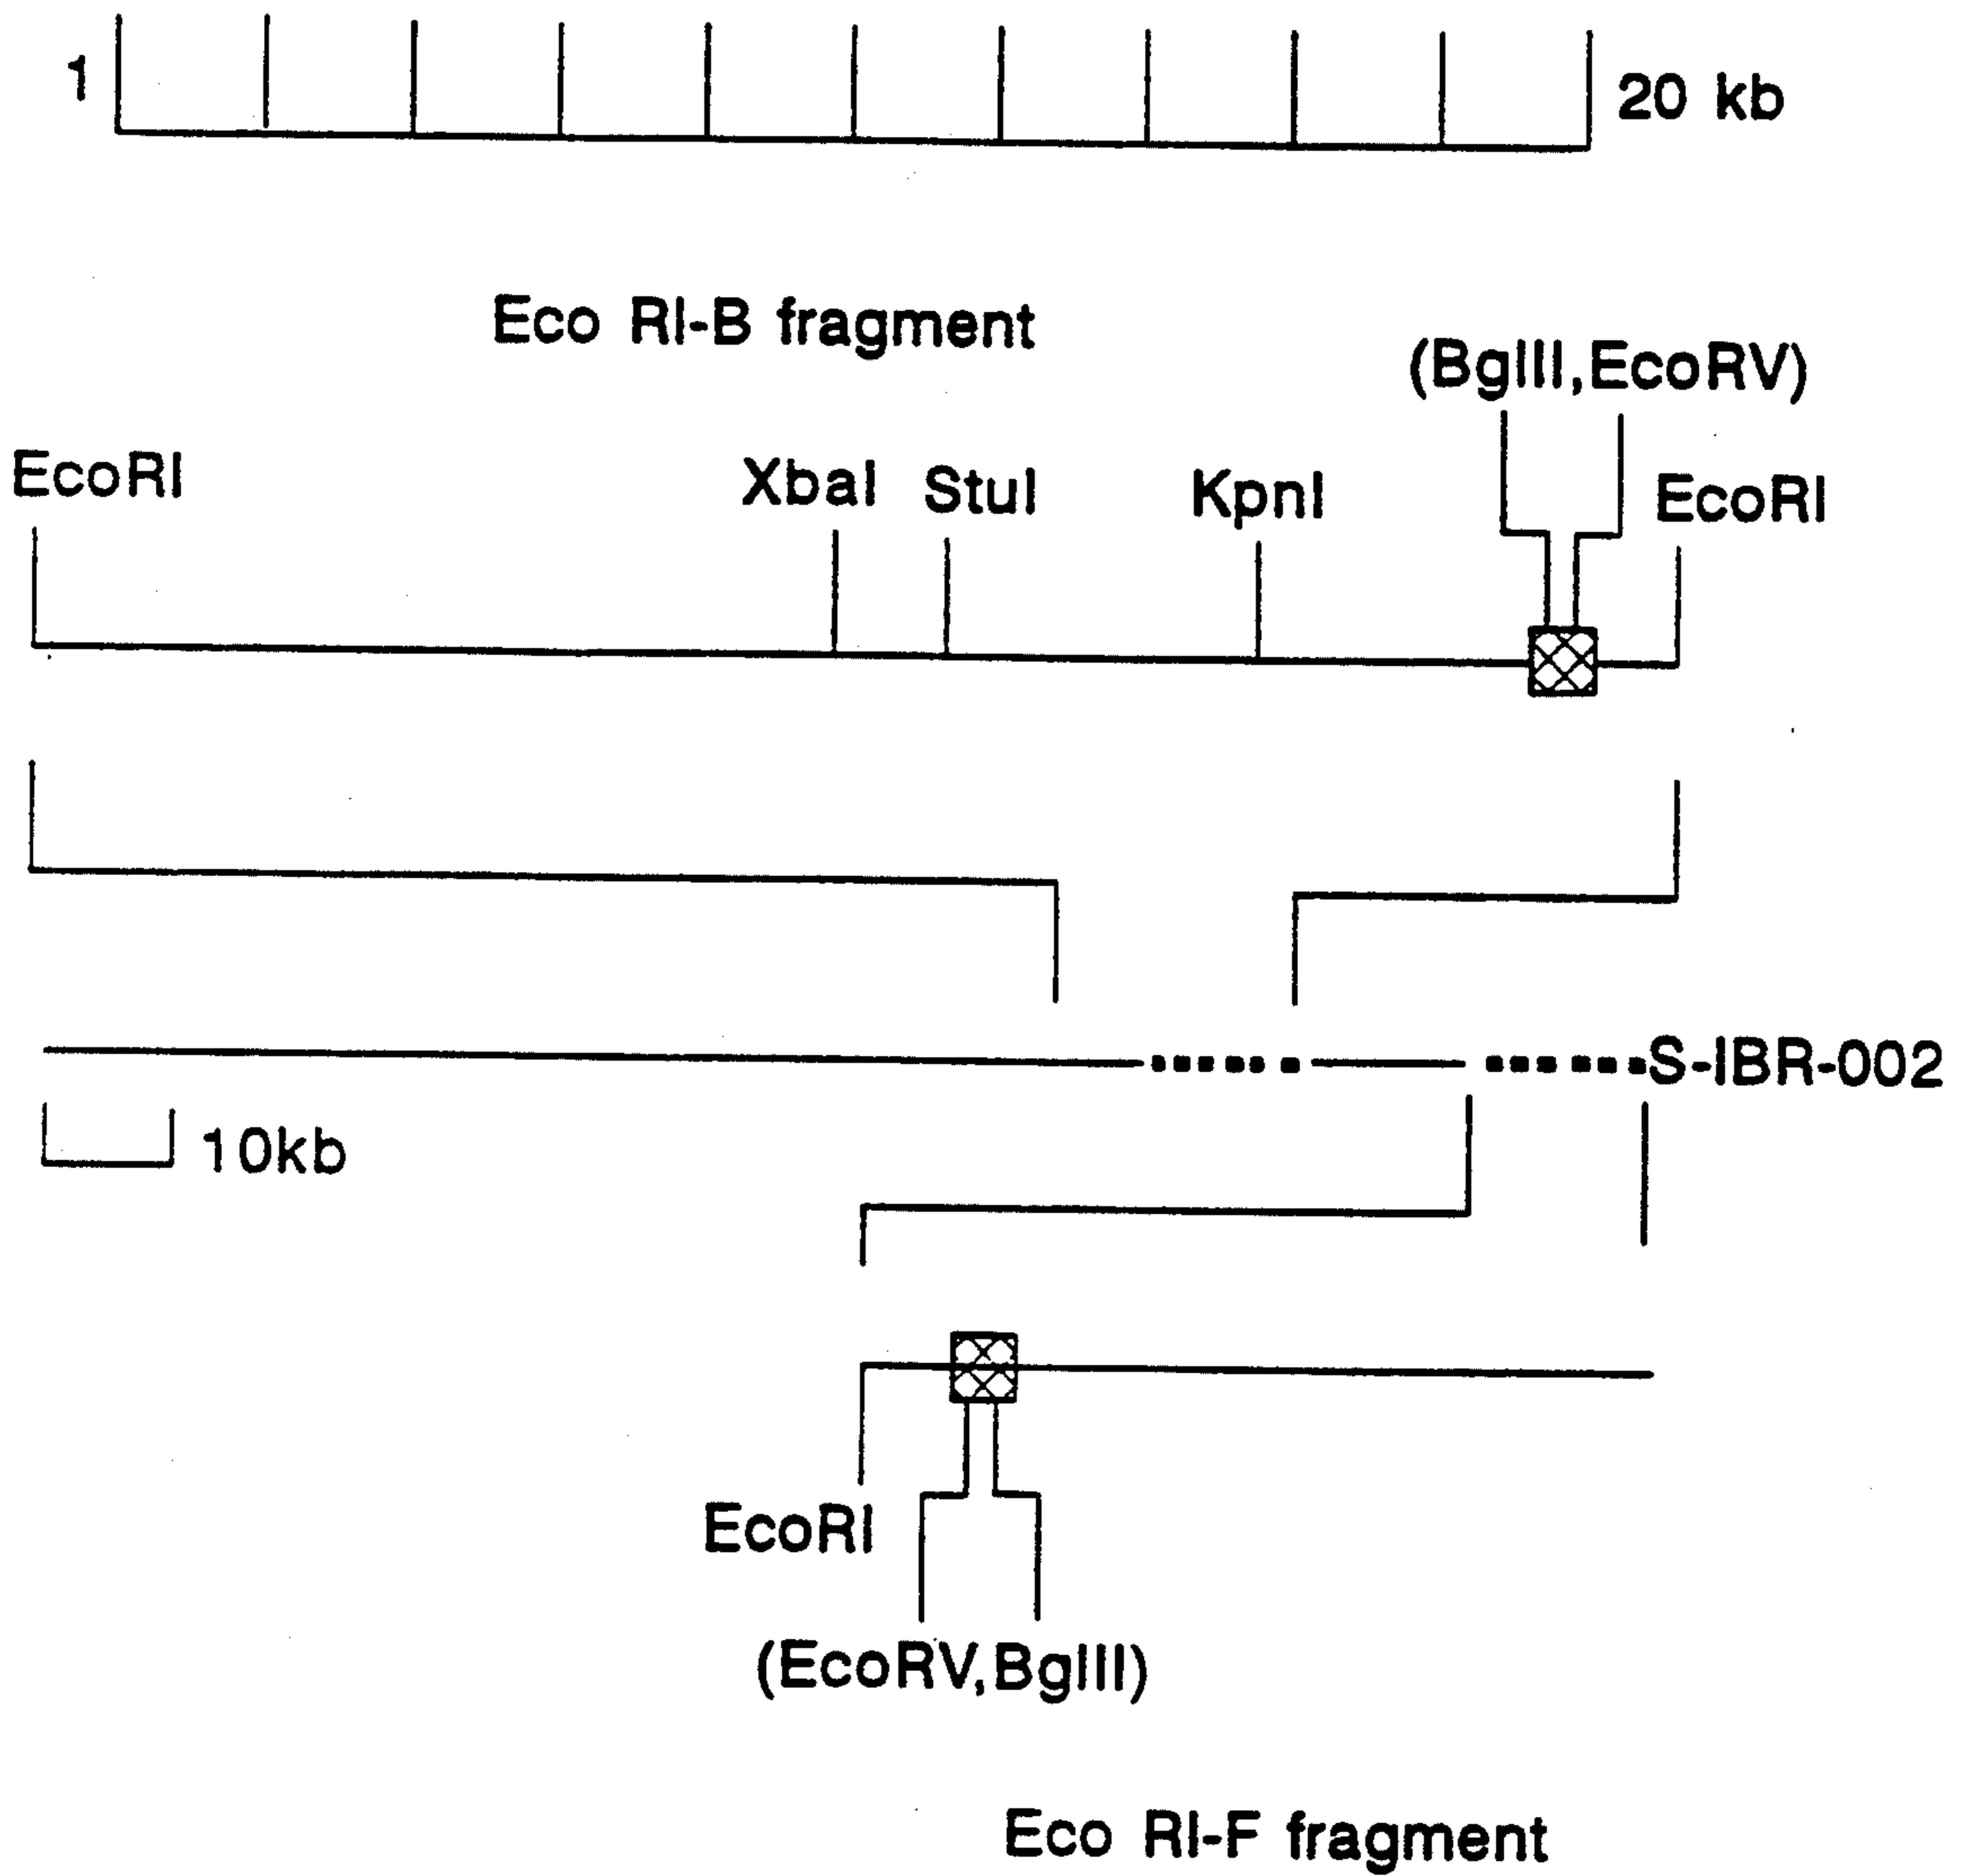 1
20 kb
Eco RI-B fragment
(BglII,EcoRV)
EcoRI
XbaI
StuI
KpnI
EcoRI
S-IBR-002
10kb
EcoRI
(EcoRV,BglII)
Eco RI-F fragment